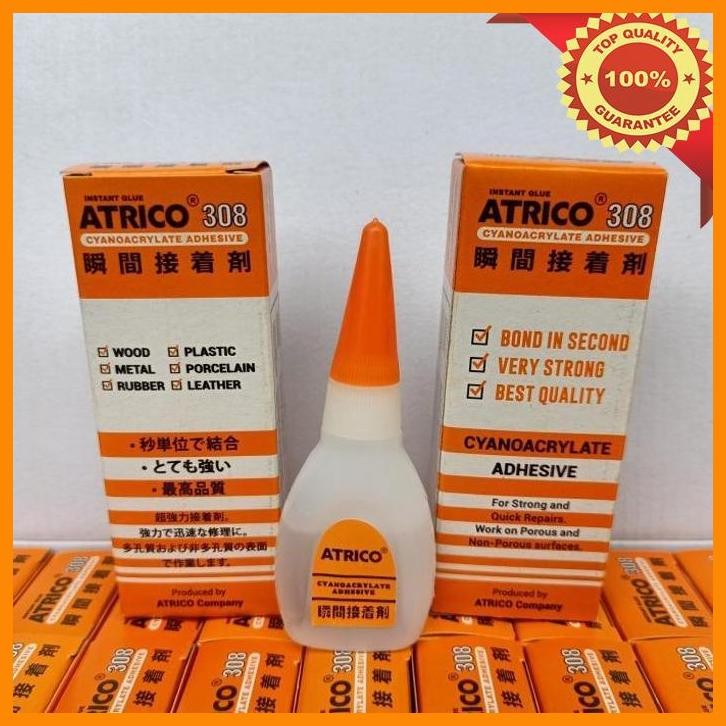 TOP QUALITY
100%
GUARANTEE
INSTANT GLUE
ATRICO® 308
CYANOACRYLATE ADHESIVE
瞬間接着剤
WOOD PLASTIC
METAL PORCELAIN
RUBBER LEATHER
・秒単位で結合
・とても強い
・最高品質
超強力接着剤。
強力で迅速な修理に。
多孔質および非多孔質の表面
で作業します。
Produced by
ATRICO Company
ATRICO®
CYANOACRYLATE
ADHESIVE
瞬間接着剤
INSTANT GLUE
ATRICO® 308
CYANOACRYLATE ADHESIVE
瞬間接着剤
BOND IN SECOND
VERY STRONG
BEST QUALITY
CYANOACRYLATE
ADHESIVE
For Strong and
Quick Repairs.
Work on Porous and
Non-Porous surfaces.
Produced by
ATRICO Company